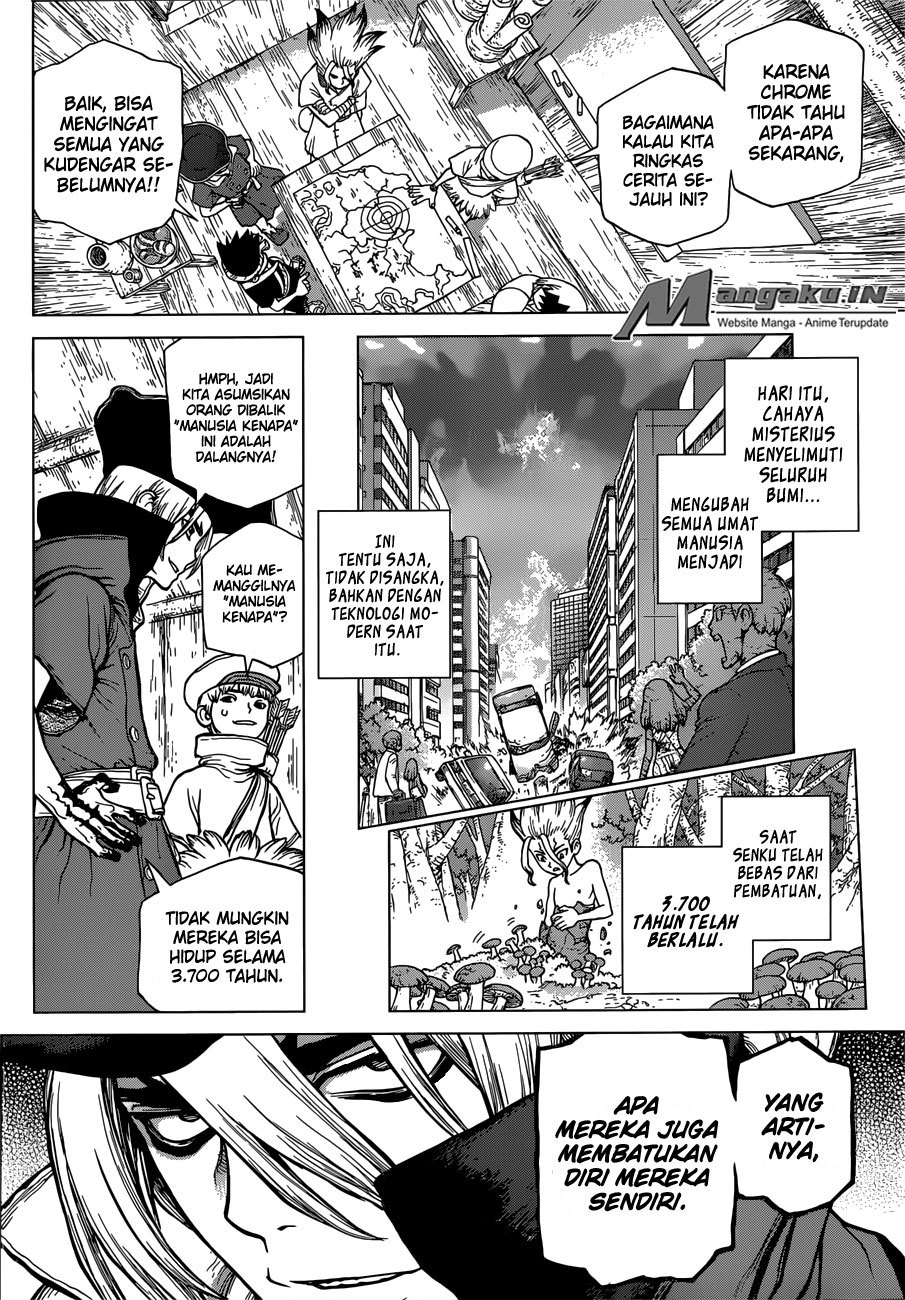 KARENA
CHROME
TIDAK TAHU
APA-APA
SEKARANG,
BAGAIMANA
KALAU KITA
RINGKAS
CERITA SE-
JAUH INI?
BAIK, BISA
MENGINGAT
SEMUA YANG
KUDENGAR SE-
BELUMNYA!!
Mangaku.IN
Website Manga - Anime Terupdate
HARI ITU,
CAHAYA
MISTERIUS
MENYELIMUTI
SELURUH
BUMI...
MENGUBAH
SEMUA UMAT
MANUSIA
MENJADI
INI
TENTU SAJA,
TIDAK DISANGKA,
BAHKAN DENGAN
TEKNOLOGI MO-
DERN SAAT
ITU.
SAAT
SENKU TELAH
BEBAS DARI
PEMBATUAN,
3.700
TAHUN TELAH
BERLALU.
HMPH, JADI
KITA ASUMSIKAN
ORANG DIBALIK
"MANUSIA KENAPA"
INI ADALAH
DALANGNYA!
KAU ME-
MANGGILNYA
"MANUSIA
KENAPA"?
TIDAK MUNGKIN
MEREKA BISA
HIDUP SELAMA
3.700 TAHUN.
YANG
ARTI-
NYA,
APA
MEREKA JUGA
MEMBATUKAN
DIRI MEREKA
SENDIRI.